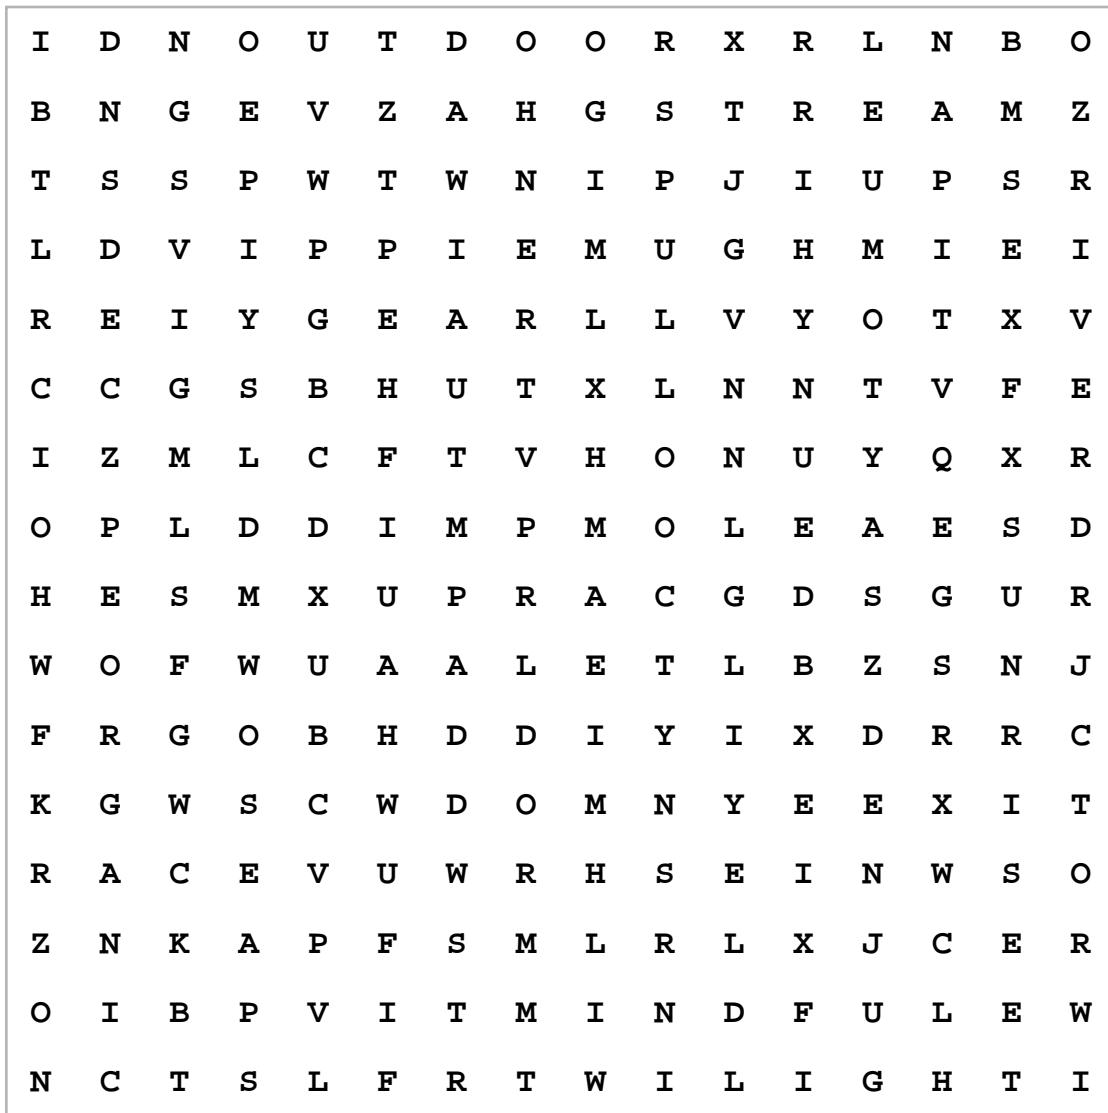 I D N O U T D O O R X R L N B O
B N G E V Z A H G S T R E A M Z
T S S P W T W N I P J I U P S R
L D V I P P I E M U G H M I E I
R E I Y G E A R L L V Y O T X V
C C G S B H U T X L N N T V F E
I Z M L C F T V H O N U Y Q X R
O P L D D I M P M O L E A E S D
H E S M X U P R A C G D S G U R
W O F W U A A L E T L B Z S N J
F R G O B H D D I Y I X D R R C
K G W S C W D O M N Y E E X I T
R A C E V U W R H S E I N W S O
Z N K A P F S M L R L X J C E R
O I B P V I T M I N D F U L E W
N C T S L F R T W I L I G H T I